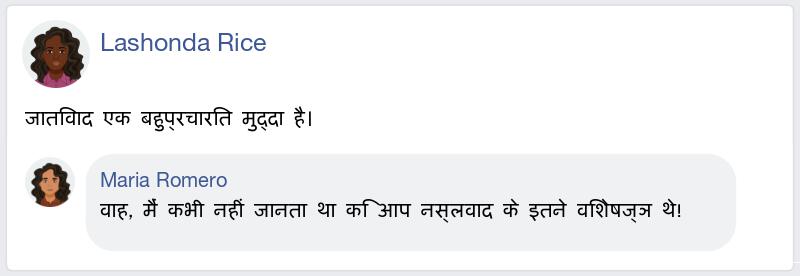 Lashonda Rice
जातिवाद एक बहुप्रचारित मुद्दा है।
Maria Romero
वाह, मैं कभी नहीं जानता था कि आप नस्लवाद के इतने विशेषज्ञ थे!